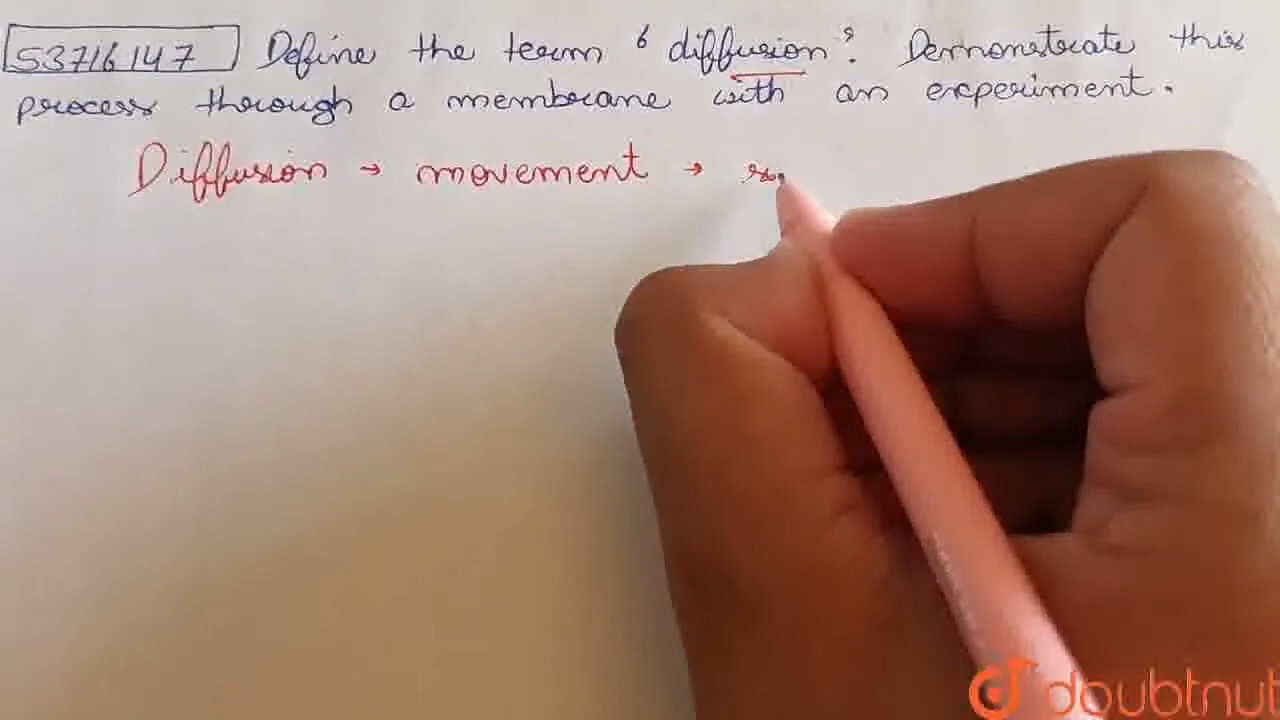 53716147 Define the term 'diffusion'. Demonstrate this
process through a membrane with an experiment.
Diffusion → movement →
doubtnut